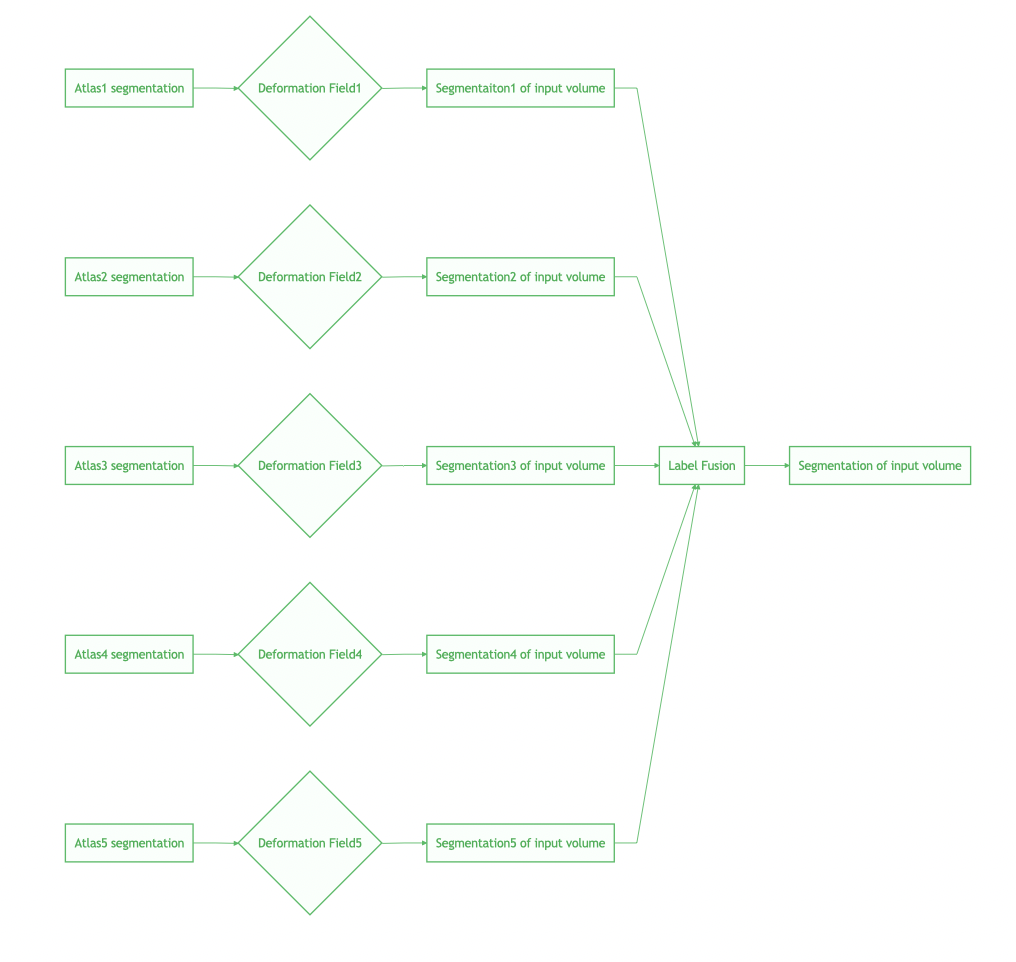 Atlas1 segmentation
Deformation Field1
Segmentaiton1 of input volume
Atlas2 segmentation
Deformation Field2
Segmentation2 of input volume
Atlas3 segmentation
Deformation Field3
Segmentation3 of input volume
Label Fusion
Segmentation of input volume
Atlas4 segmentation
Deformation Field4
Segmentation4 of input volume
Atlas5 segmentation
Deformation Field5
Segmentation5 of input volume